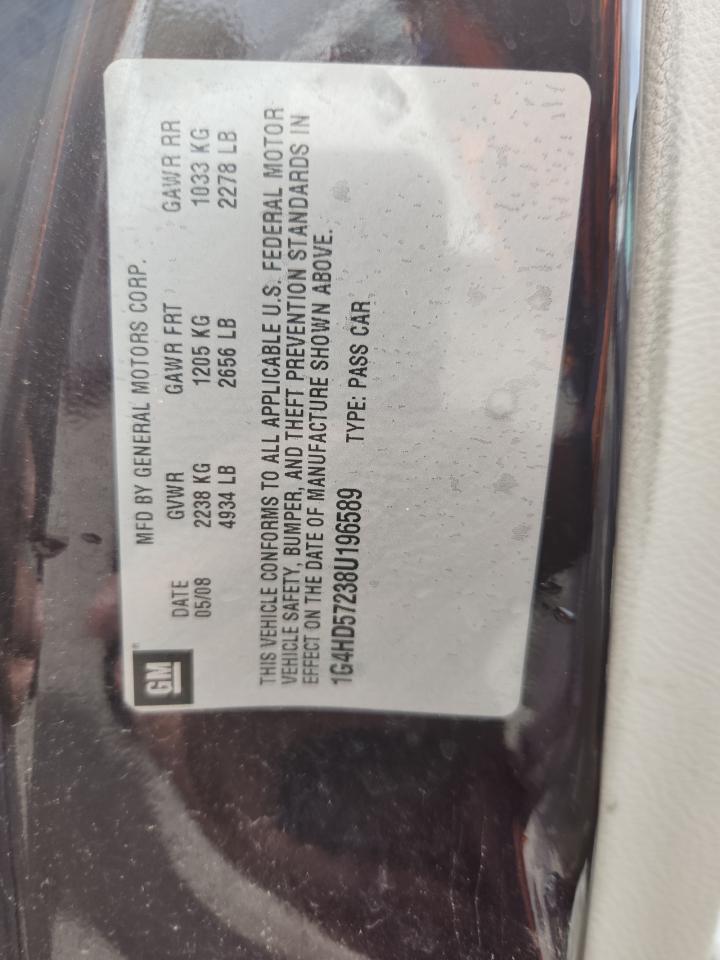 GM
MFD BY GENERAL MOTORS CORP.
DATE GVWR GAWR FRT GAWR RR
05/08 2238 KG 1205 KG 1033 KG
4934 LB 2656 LB 2278 LB
THIS VEHICLE CONFORMS TO ALL APPLICABLE U.S. FEDERAL MOTOR
VEHICLE SAFETY, BUMPER, AND THEFT PREVENTION STANDARDS IN
EFFECT ON THE DATE OF MANUFACTURE SHOWN ABOVE.
1G4HD57238U196589 TYPE: PASS CAR